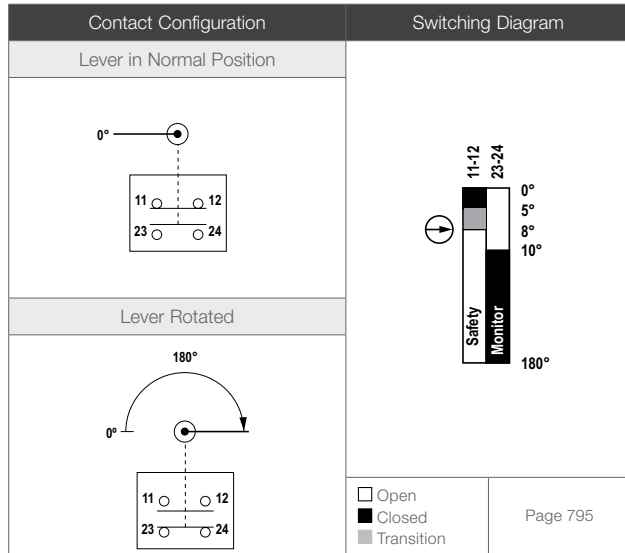 Contact Configuration
Switching Diagram
Lever in Normal Position
0°
11 12
23 24
Lever Rotated
180°
0°
11 12
23 24
11-12 23-24
0°
5°
8°
10°
Safety Monitor
180°
Open
Closed
Transition
Page 795